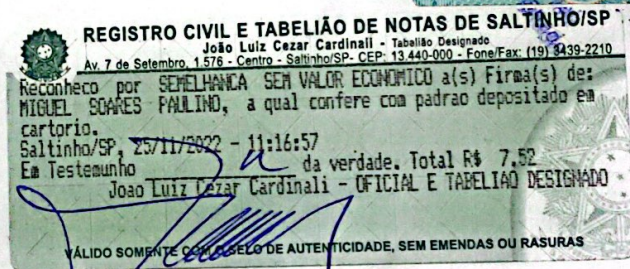 REGISTRO CIVIL E TABELIÃO DE NOTAS DE SALTINHO/SP
João Luiz Cezar Cardinali - Tabelião Designado
Av. 7 de Setembro, 1.576 - Centro - Saltinho/SP- CEP: 13.440-000 - Fone/Fax: (19) 3439-2210
Reconheco por SEMELHANCA SEM VALOR ECONOMICO a(s) Firma(s) de:
MIGUEL SOARES PAULINO, a qual confere com padrao depositado em
cartorio.
Saltinho/SP, 25/11/2022 - 11:16:57
Em Testemunho da verdade. Total R$ 7.52
Joao Luiz Cezar Cardinali - OFICIAL E TABELIAO DESIGNADO
VÁLIDO SOMENTE COM O SELO DE AUTENTICIDADE, SEM EMENDAS OU RASURAS